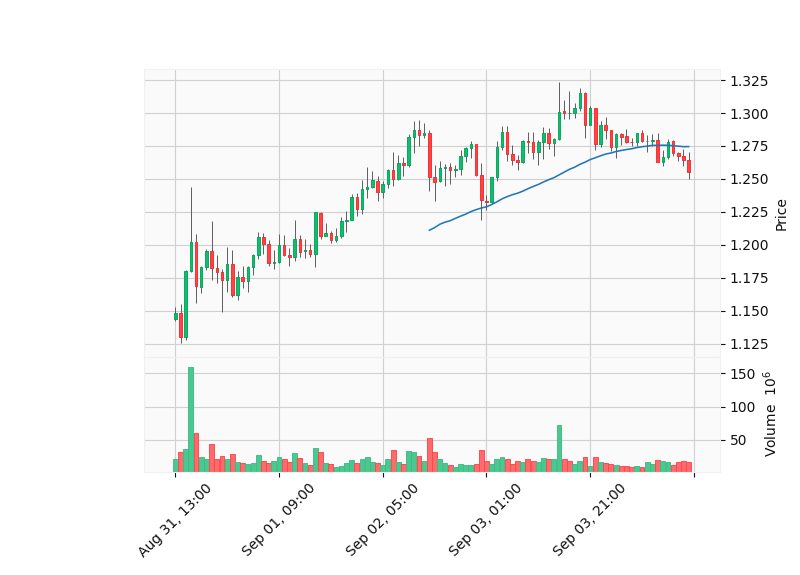 1.325
1.300
1.275
1.250
1.225
1.200
1.175
1.150
1.125
Price
150
100
50
Volume 10^6
Aug 31, 13:00
Sep 01, 09:00
Sep 02, 05:00
Sep 03, 01:00
Sep 03, 21:00